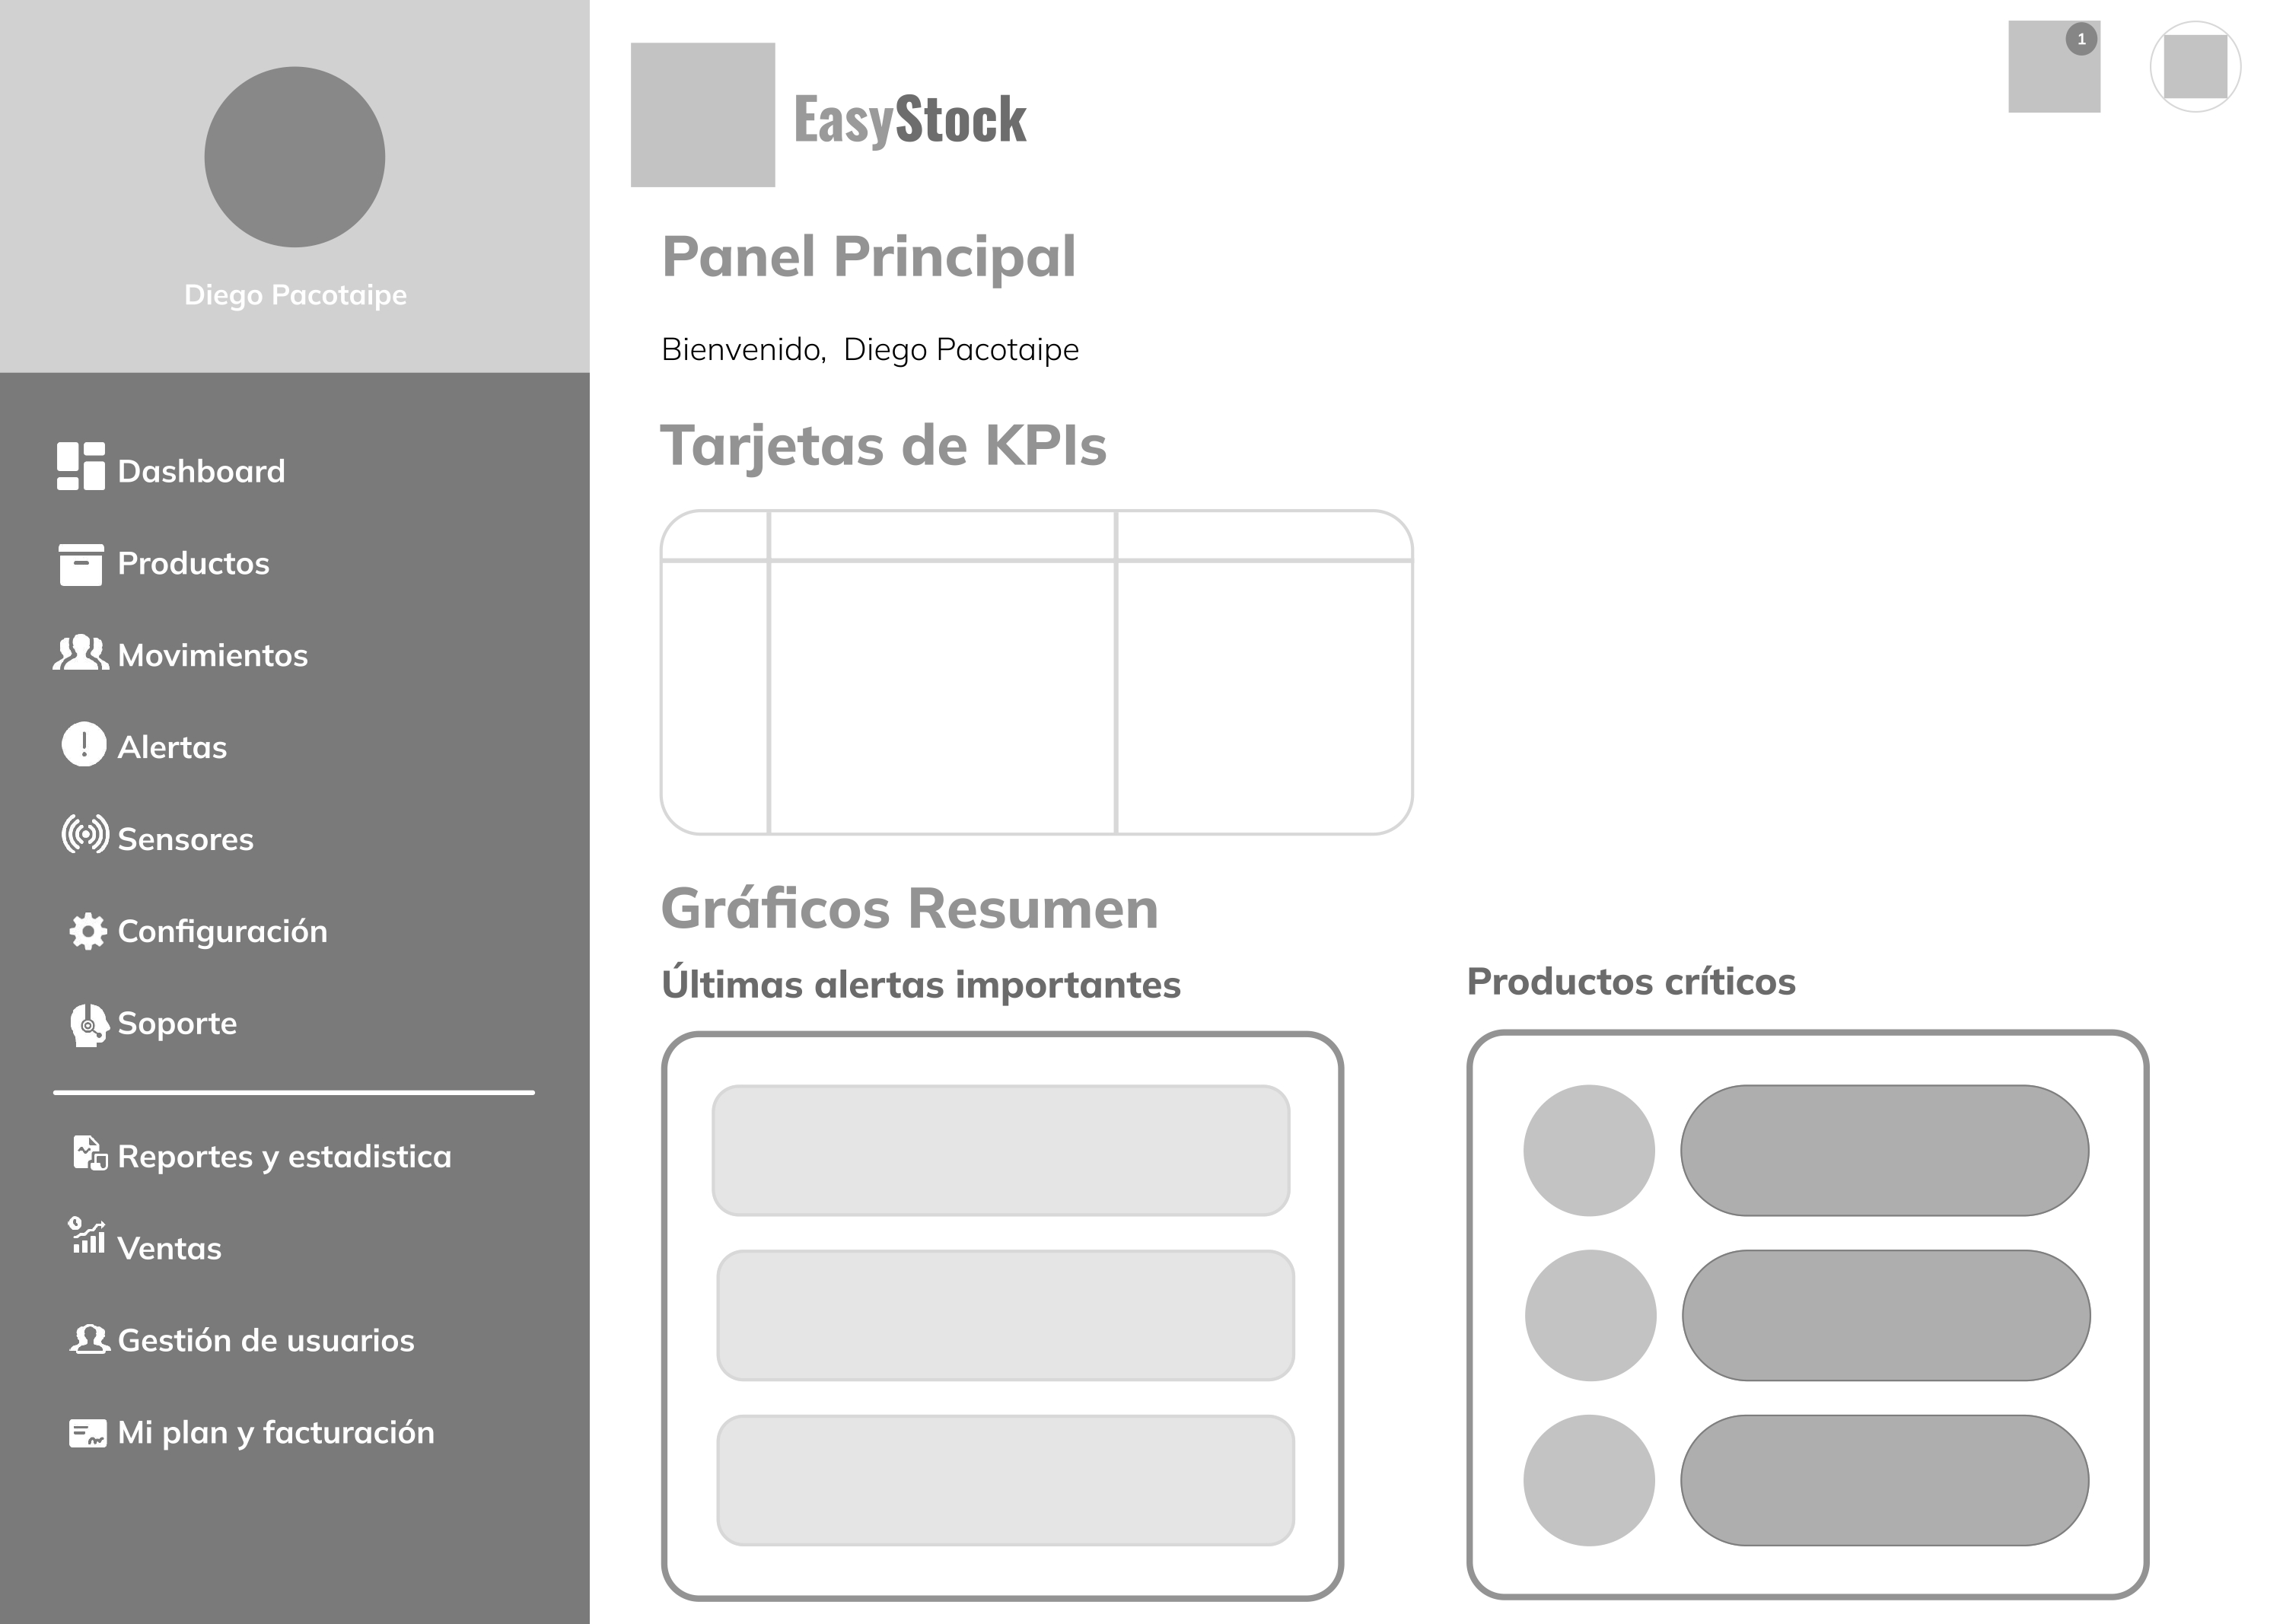 Diego Pacotaipe
Dashboard
Productos
Movimientos
Alertas
Sensores
Configuración
Soporte
Reportes y estadistica
Ventas
Gestión de usuarios
Mi plan y facturación
EasyStock
1
Panel Principal
Bienvenido, Diego Pacotaipe
Tarjetas de KPIs
Gráficos Resumen
Últimas alertas importantes
Productos críticos